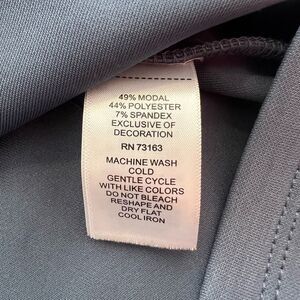 49% MODAL
44% POLYESTER
7% SPANDEX
EXCLUSIVE OF
DECORATION
RN 73163
MACHINE WASH
COLD
GENTLE CYCLE
WITH LIKE COLORS
DO NOT BLEACH
RESHAPE AND
DRY FLAT
COOL IRON